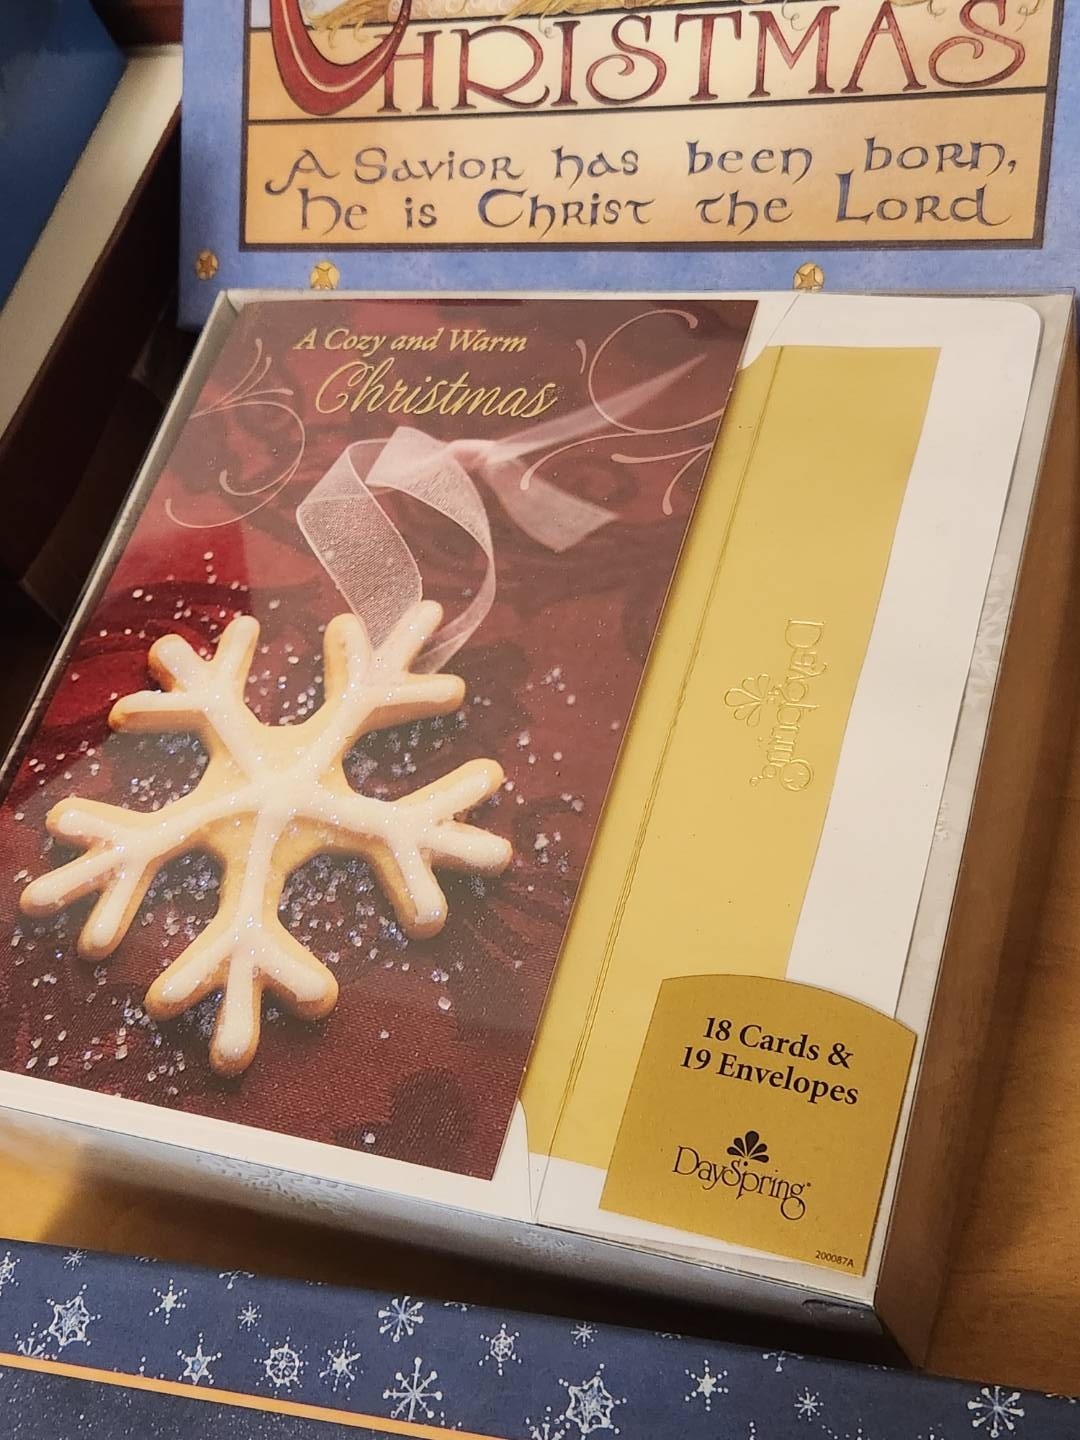 CHRISTMAS
A Savior has been born,
he is Christ the Lord
A Cozy and Warm
Christmas
DaySpring
18 Cards &
19 Envelopes
DaySpring®
200087A